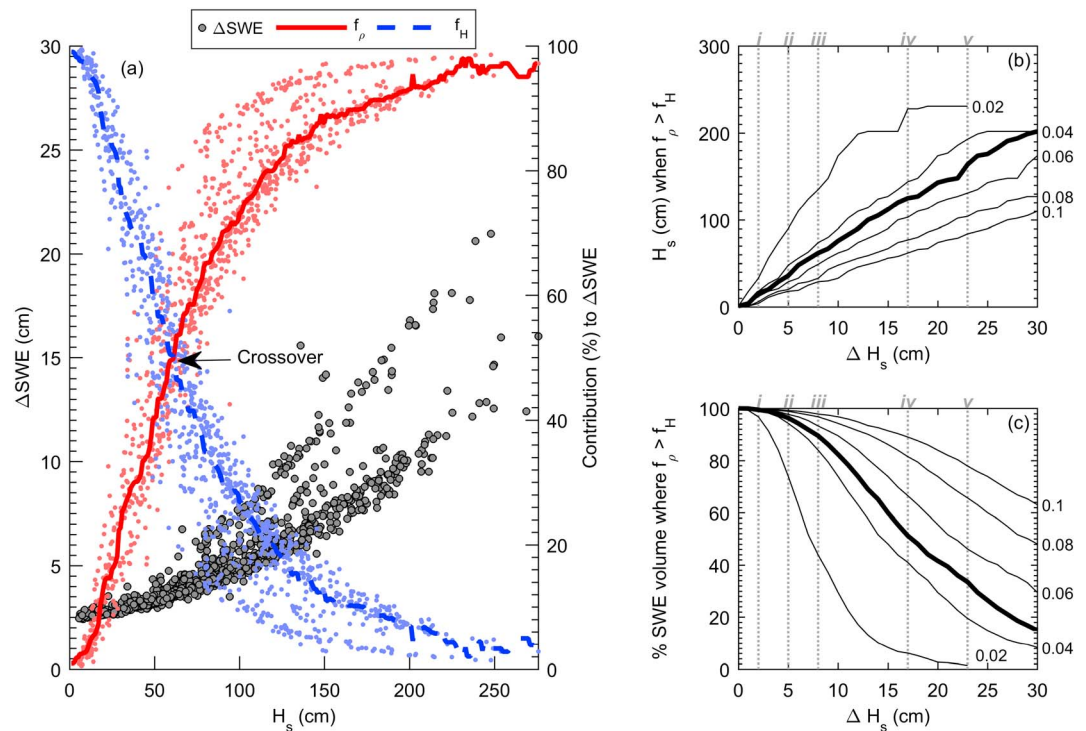 ΔSWE f_ρ f_H
(a)
30
25
20
15
10
5
0
ΔSWE (cm)
0 50 100 150 200 250
H_s (cm)
100
80
60
40
20
0
Contribution (%) to ΔSWE
Crossover
i ii iii iv v
(b)
300
200
100
0
H_s (cm) when f_ρ > f_H
0.02
0.04
0.06
0.08
0.1
0 5 10 15 20 25 30
Δ H_s (cm)
i ii iii iv v
(c)
100
80
60
40
20
0
% SWE volume where f_ρ > f_H
0.1
0.08
0.06
0.04
0.02
0 5 10 15 20 25 30
Δ H_s (cm)